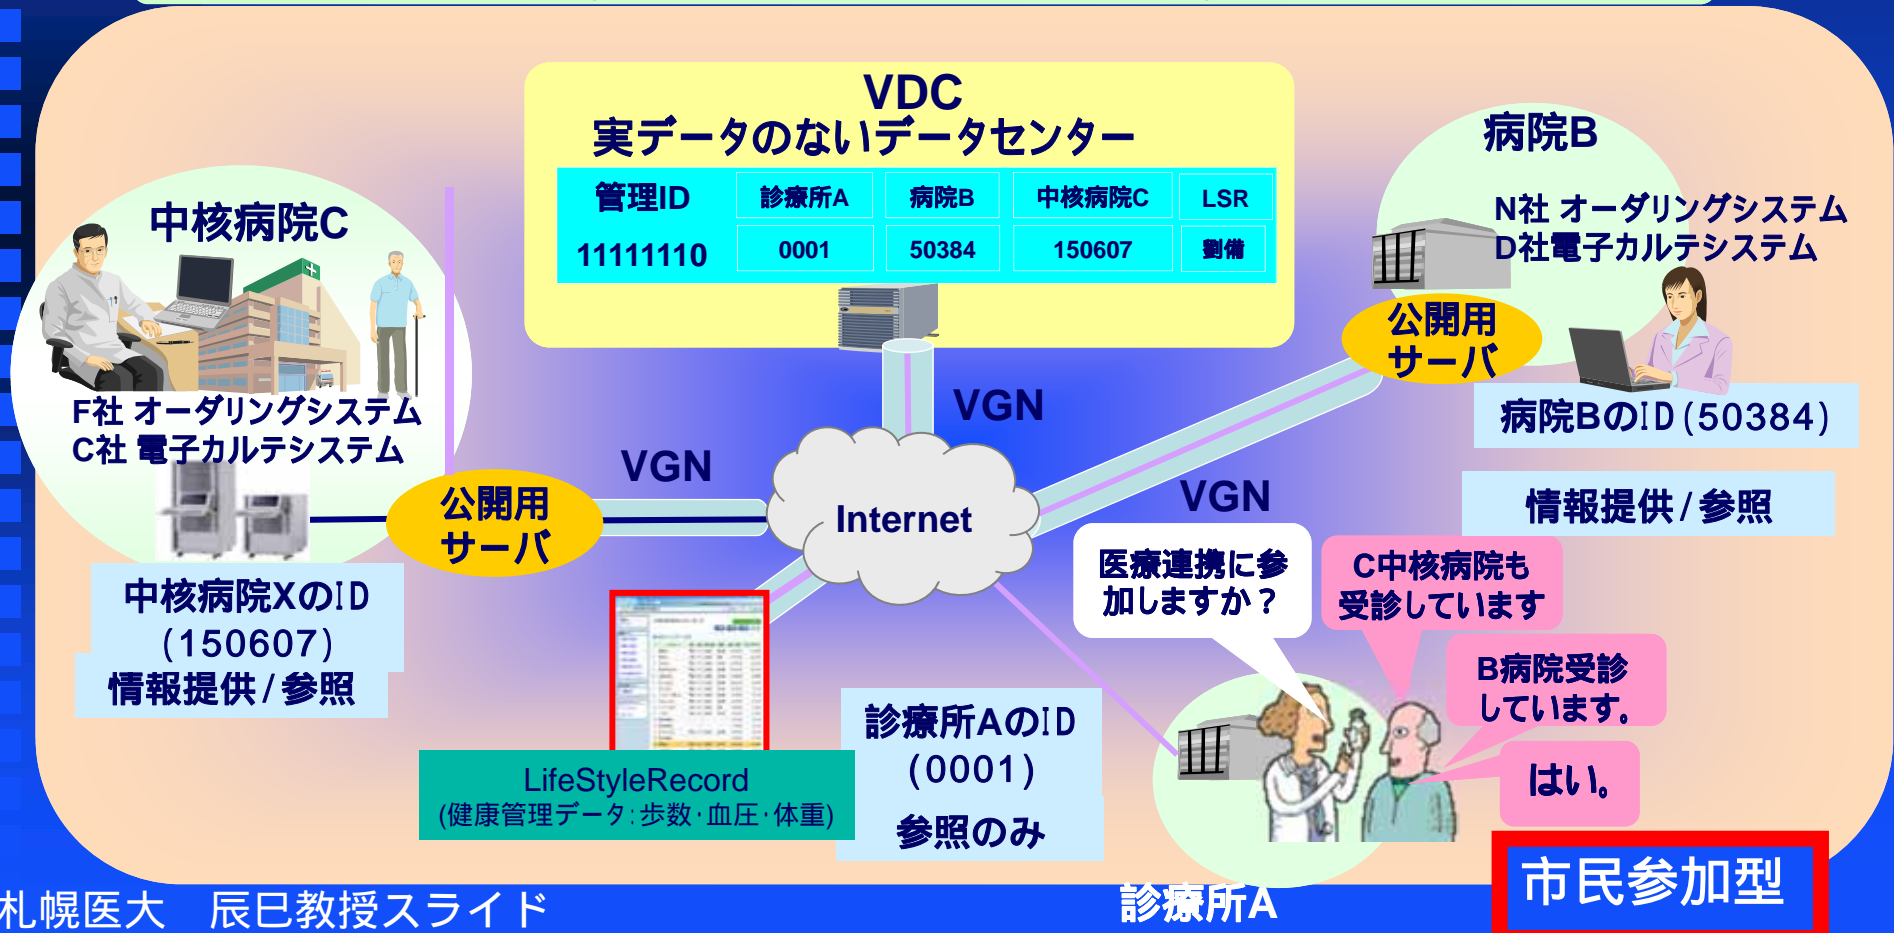 VDC
実データのないデータセンター
管理ID 診療所A 病院B 中核病院C LSR
11111110 0001 50384 150607 劉備
中核病院C
F社 オーダリングシステム
C社 電子カルテシステム
公開用
サーバ
中核病院XのID
(150607)
情報提供/参照
VGN
VGN
VGN
Internet
病院B
N社 オーダリングシステム
D社電子カルテシステム
公開用
サーバ
病院BのID(50384)
情報提供/参照
医療連携に参
加しますか？
C中核病院も
受診しています
B病院受診
しています。
はい。
LifeStyleRecord
(健康管理データ:歩数・血圧・体重)
診療所AのID
(0001)
参照のみ
診療所A
市民参加型
札幌医大　辰巳教授スライド